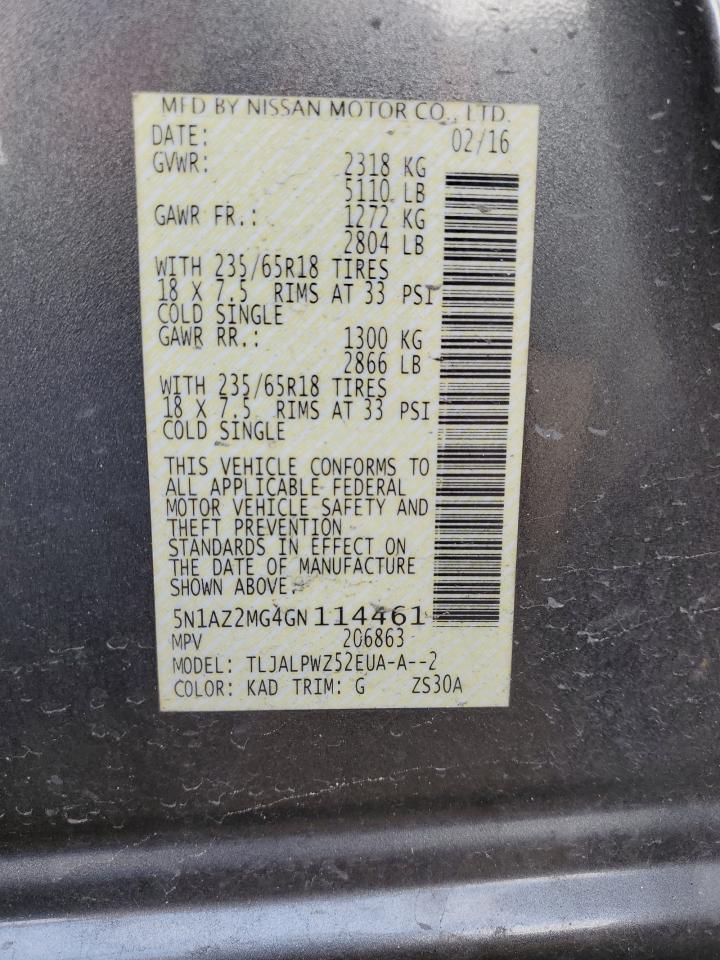 MFD BY NISSAN MOTOR CO., LTD.
DATE: 02/16
GVWR: 2318 KG
5110 LB
GAWR FR.: 1272 KG
2804 LB
WITH 235/65R18 TIRES
18 X 7.5 RIMS AT 33 PSI
COLD SINGLE
GAWR RR.: 1300 KG
2866 LB
WITH 235/65R18 TIRES
18 X 7.5 RIMS AT 33 PSI
COLD SINGLE
THIS VEHICLE CONFORMS TO
ALL APPLICABLE FEDERAL
MOTOR VEHICLE SAFETY AND
THEFT PREVENTION
STANDARDS IN EFFECT ON
THE DATE OF MANUFACTURE
SHOWN ABOVE.
5N1AZ2MG4GN114461
MPV 206863
MODEL: TLJALPWZ52EUA-A--2
COLOR: KAD TRIM: G ZS30A